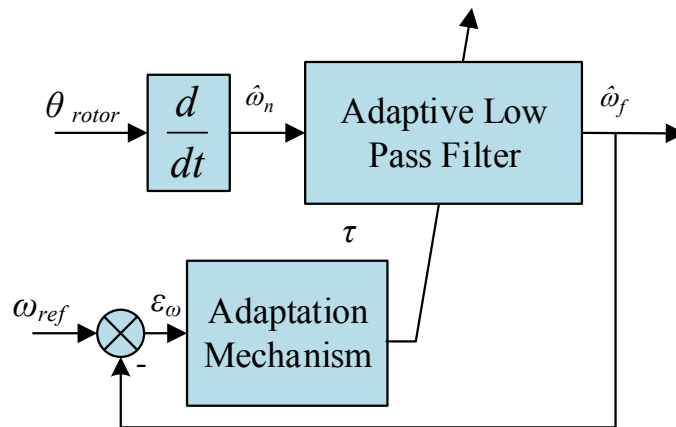 θ rotor
d
dt
ω̂n
Adaptive Low
Pass Filter
ω̂f
τ
ωref
εω
-
Adaptation
Mechanism